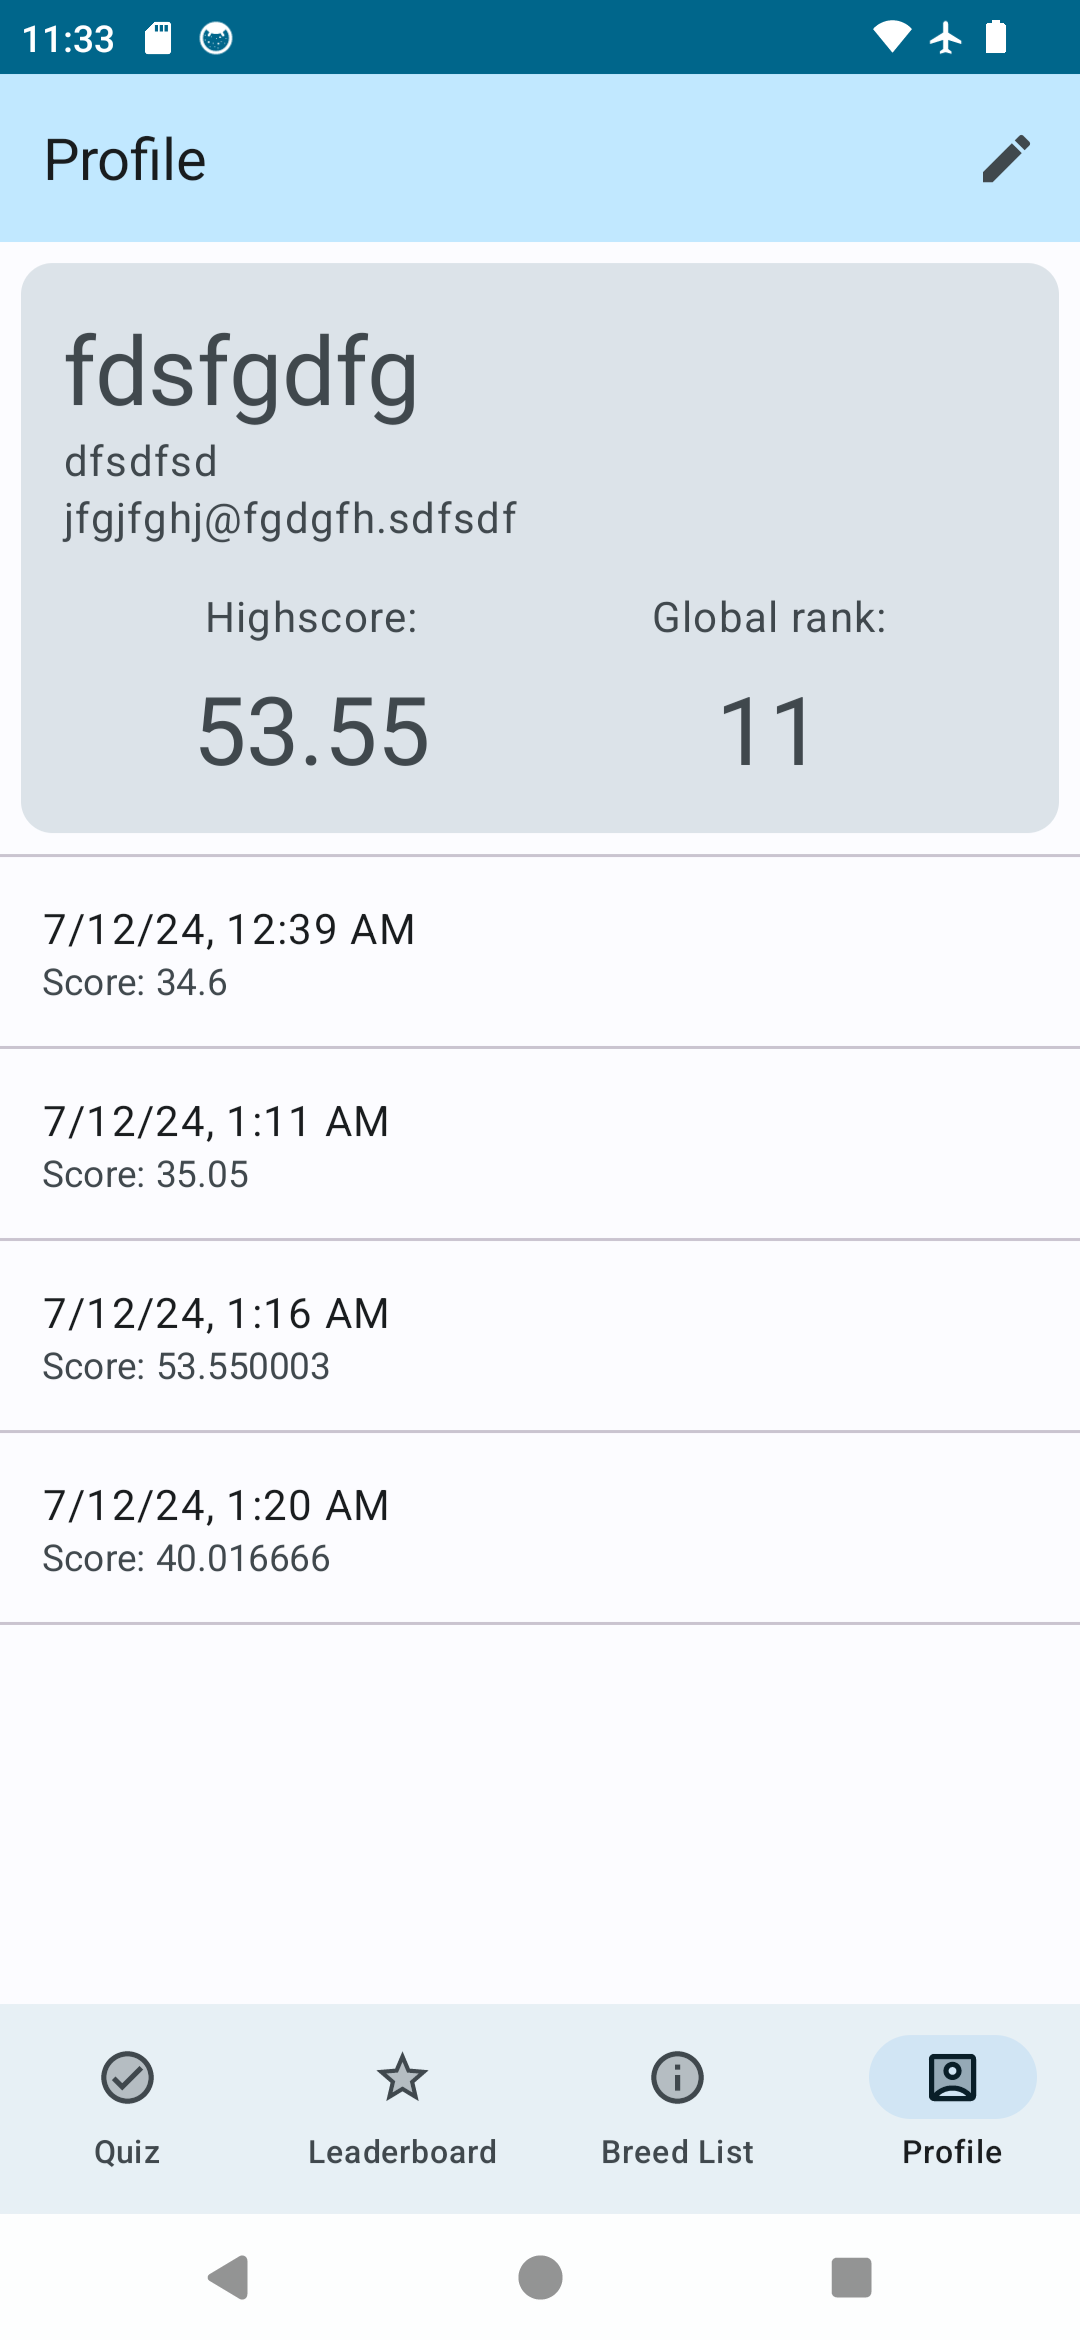 11:33
Profile
fdsfgdfg
dfsdfsd
jfgjfghj@fgdgfh.sdfsdf
Highscore: Global rank:
53.55 11
7/12/24, 12:39 AM
Score: 34.6
7/12/24, 1:11 AM
Score: 35.05
7/12/24, 1:16 AM
Score: 53.550003
7/12/24, 1:20 AM
Score: 40.016666
Quiz Leaderboard Breed List Profile